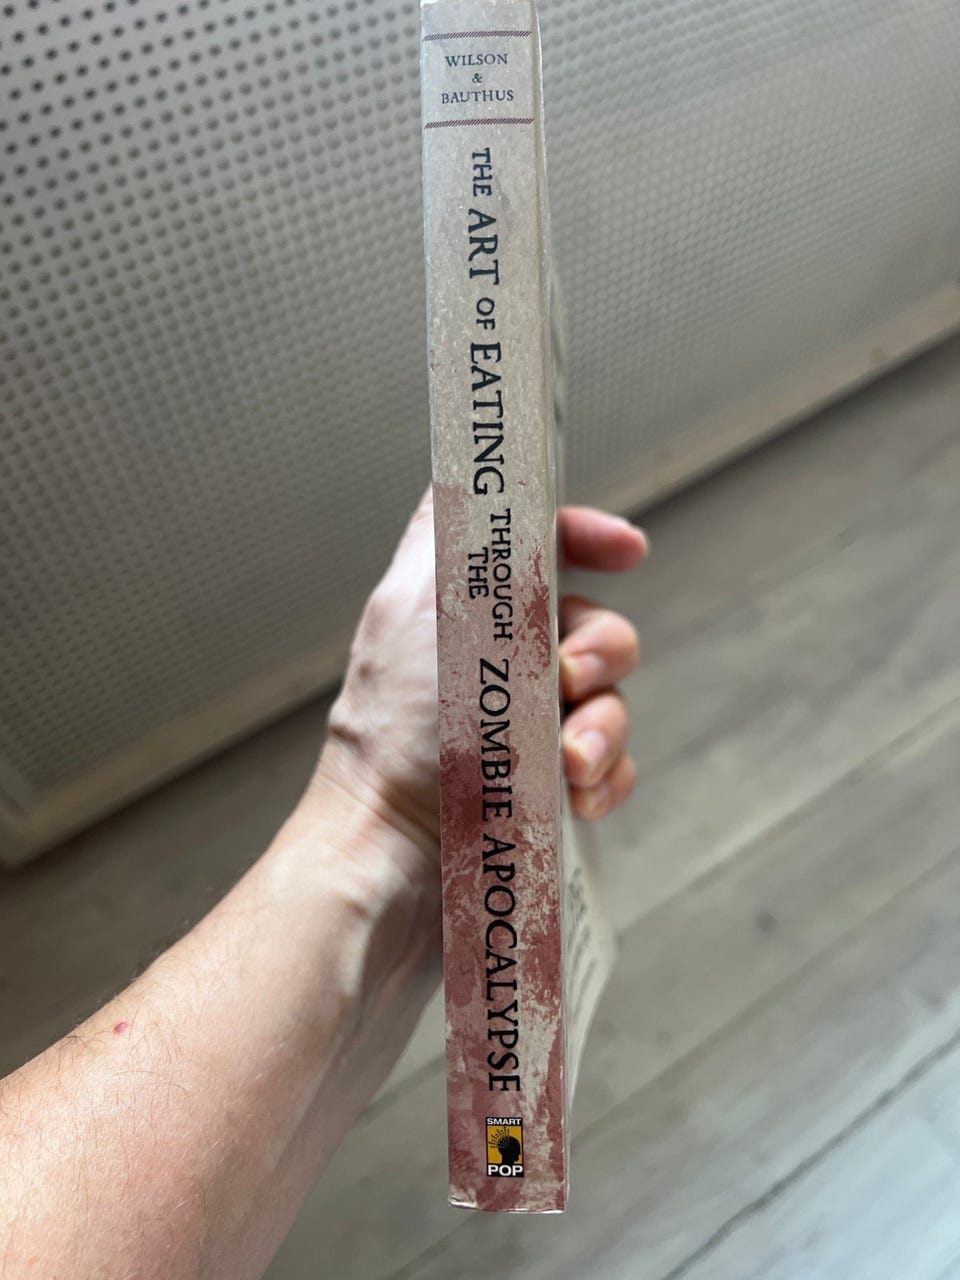 WILSON
&
BAUTHUS
THE ART OF EATING THROUGH THE ZOMBIE APOCALYPSE
SMART
POP